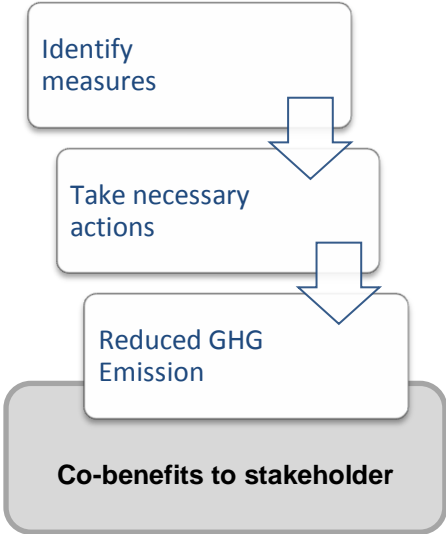 Identify
measures
Take necessary
actions
Reduced GHG
Emission
Co-benefits to stakeholder